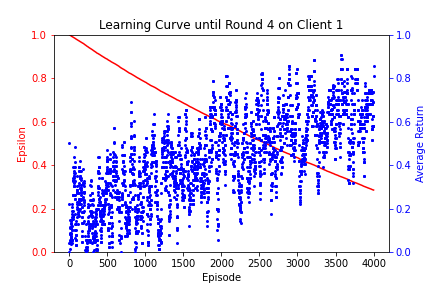 Learning Curve until Round 4 on Client 1
1.0 1.0
0.8 0.8
0.6 0.6
0.4 0.4
0.2 0.2
0.0 0.0
Epsilon
Average Return
0 500 1000 1500 2000 2500 3000 3500 4000
Episode